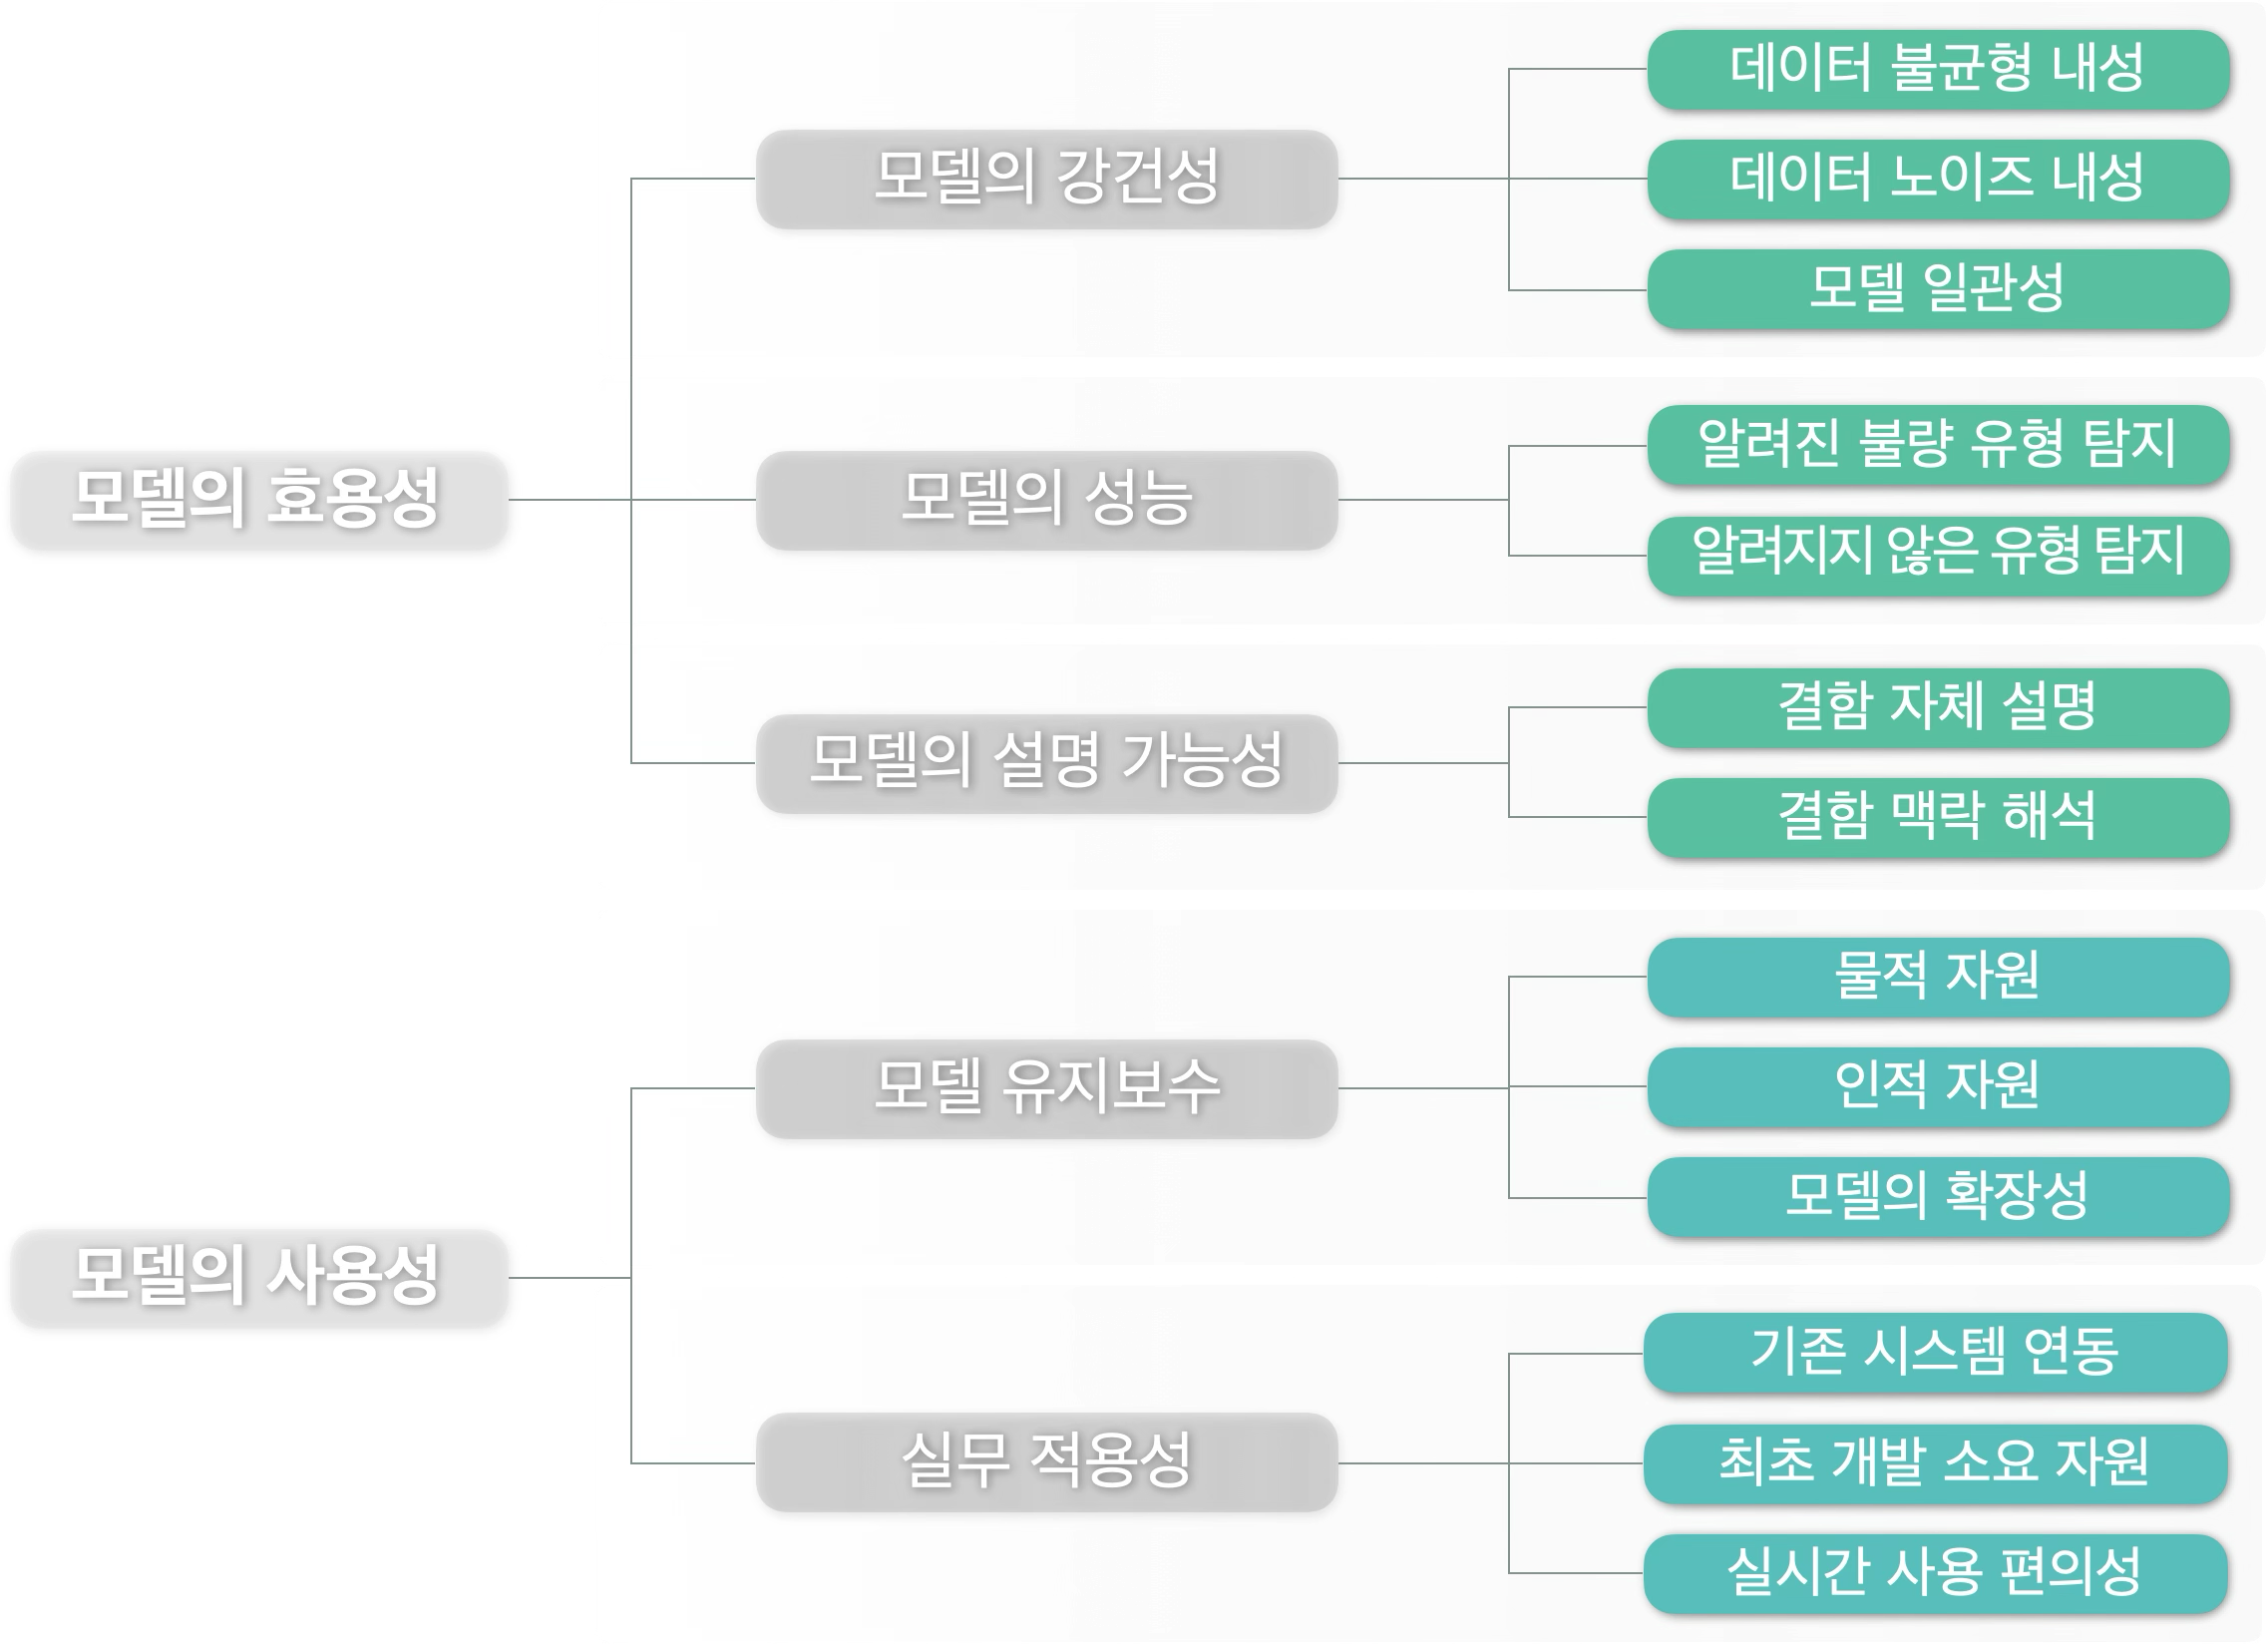 모델의 효용성
모델의 강건성
데이터 불균형 내성
데이터 노이즈 내성
모델 일관성
모델의 성능
알려진 불량 유형 탐지
알려지지 않은 유형 탐지
모델의 설명 가능성
결함 자체 설명
결함 맥락 해석
모델의 사용성
모델 유지보수
물적 자원
인적 자원
모델의 확장성
실무 적용성
기존 시스템 연동
최초 개발 소요 자원
실시간 사용 편의성